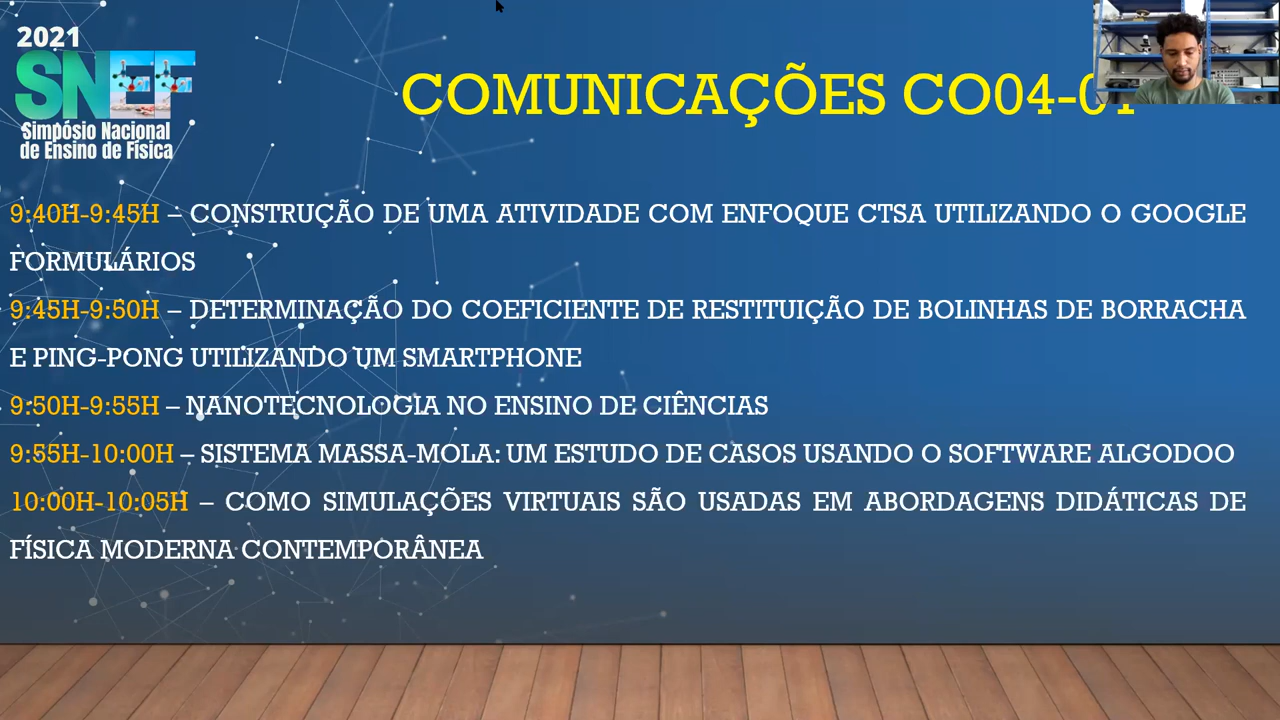 2021
SNEF
Simpósio Nacional
de Ensino de Física
COMUNICAÇÕES CO04-01
9:40H-9:45H – CONSTRUÇÃO DE UMA ATIVIDADE COM ENFOQUE CTSA UTILIZANDO O GOOGLE
FORMULÁRIOS
9:45H-9:50H – DETERMINAÇÃO DO COEFICIENTE DE RESTITUIÇÃO DE BOLINHAS DE BORRACHA
E PING-PONG UTILIZANDO UM SMARTPHONE
9:50H-9:55H – NANOTECNOLOGIA NO ENSINO DE CIÊNCIAS
9:55H-10:00H – SISTEMA MASSA-MOLA: UM ESTUDO DE CASOS USANDO O SOFTWARE ALGODOO
10:00H-10:05H – COMO SIMULAÇÕES VIRTUAIS SÃO USADAS EM ABORDAGENS DIDÁTICAS DE
FÍSICA MODERNA CONTEMPORÂNEA